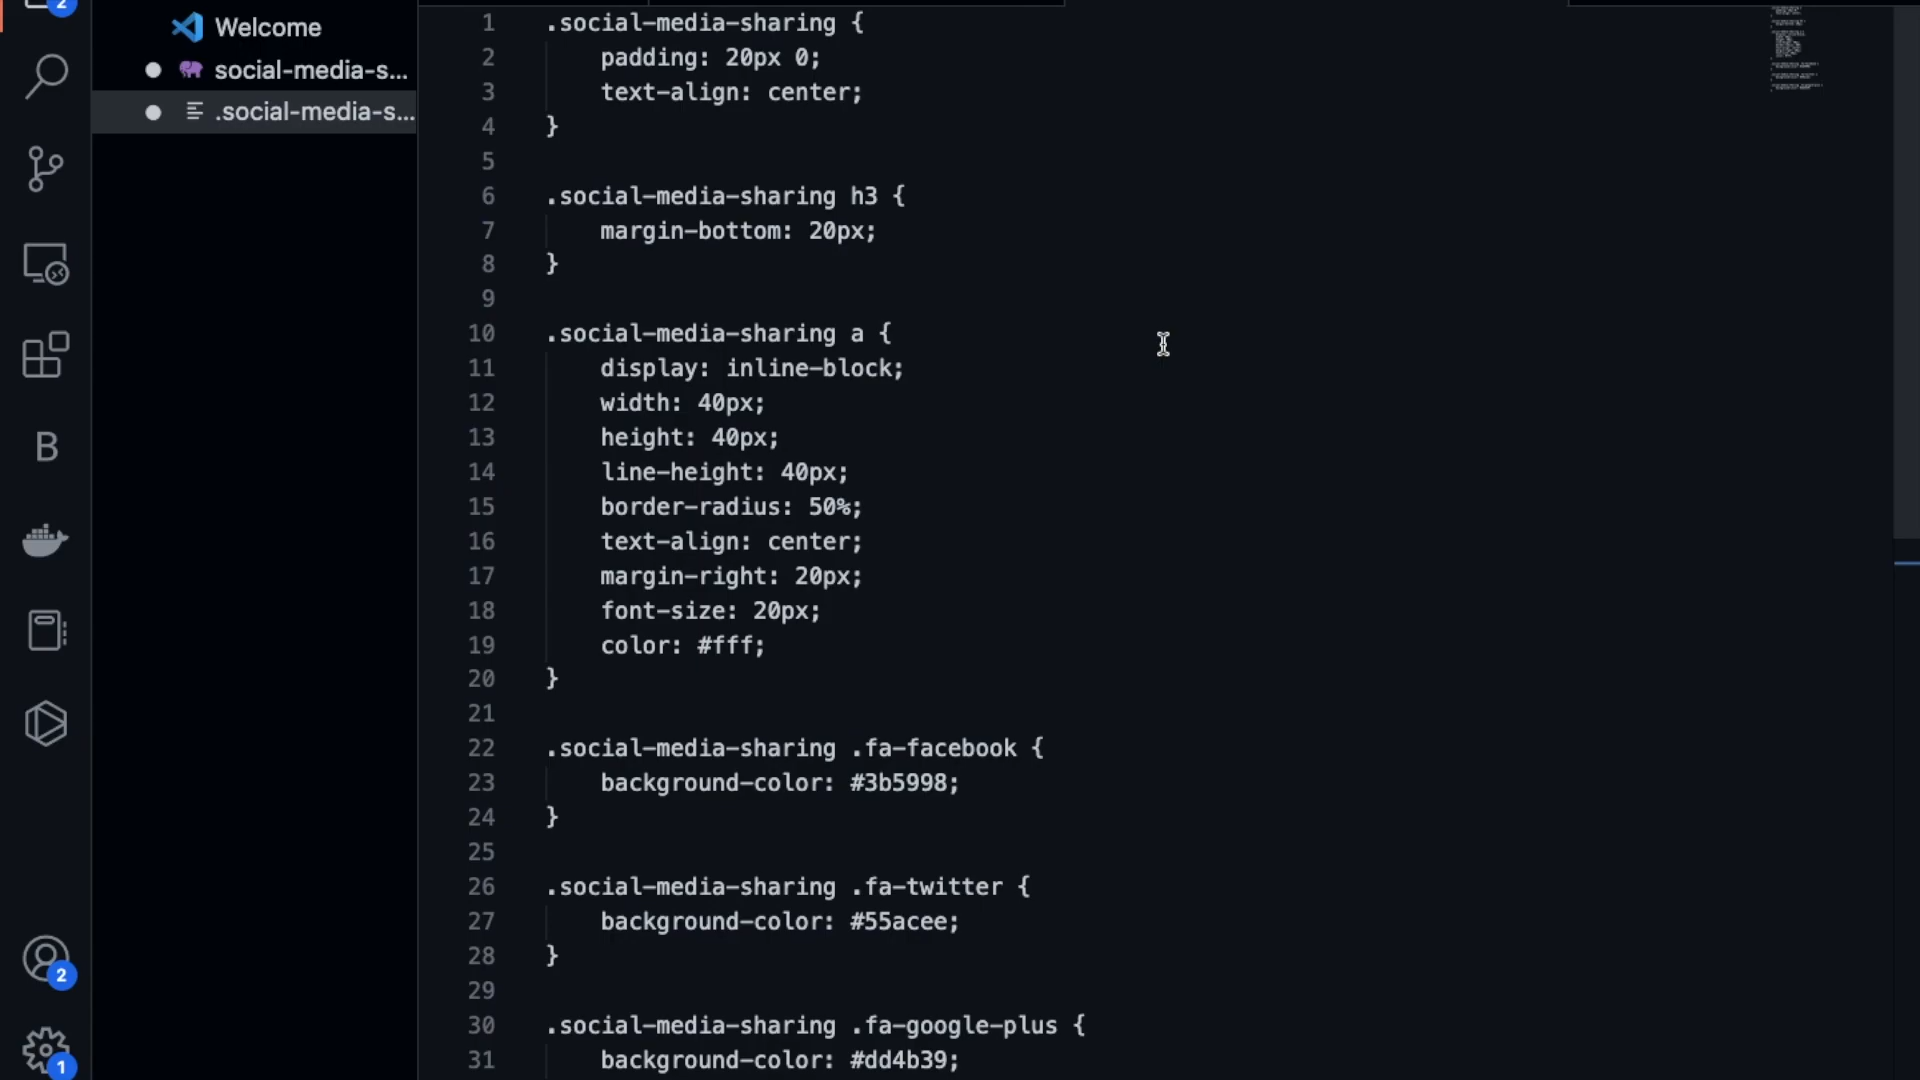 2
Welcome
social-media-s...
.social-media-s...
B
2
1
1 .social-media-sharing {
2 padding: 20px 0;
3 text-align: center;
4 }
5
6 .social-media-sharing h3 {
7 margin-bottom: 20px;
8 }
9
10 .social-media-sharing a {
11 display: inline-block;
12 width: 40px;
13 height: 40px;
14 line-height: 40px;
15 border-radius: 50%;
16 text-align: center;
17 margin-right: 20px;
18 font-size: 20px;
19 color: #fff;
20 }
21
22 .social-media-sharing .fa-facebook {
23 background-color: #3b5998;
24 }
25
26 .social-media-sharing .fa-twitter {
27 background-color: #55acee;
28 }
29
30 .social-media-sharing .fa-google-plus {
31 background-color: #dd4b39;